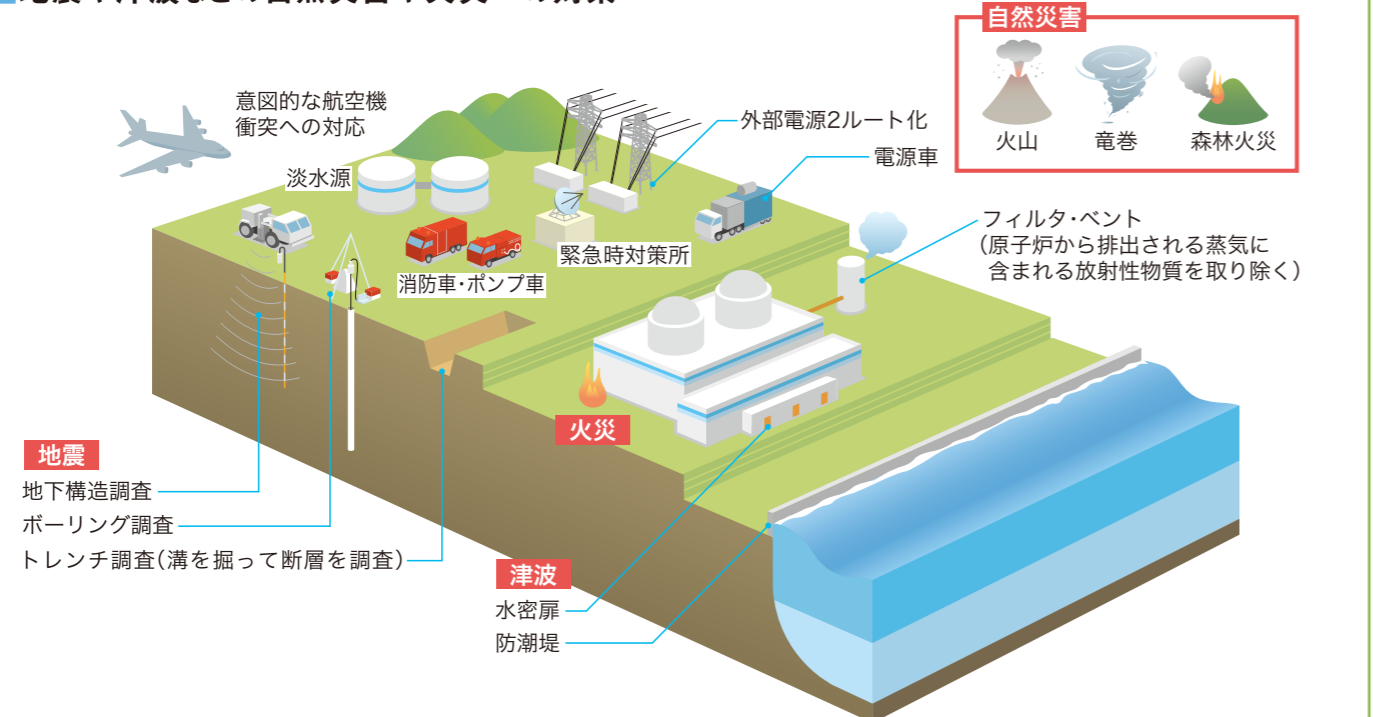 自然災害
火山
竜巻
森林火災
意図的な航空機
衝突への対応
外部電源2ルート化
電源車
淡水源
フィルタ・ベント
(原子炉から排出される蒸気に
含まれる放射性物質を取り除く)
緊急時対策所
消防車・ポンプ車
火災
地震
地下構造調査
ボーリング調査
トレンチ調査(溝を掘って断層を調査)
津波
水密扉
防潮堤